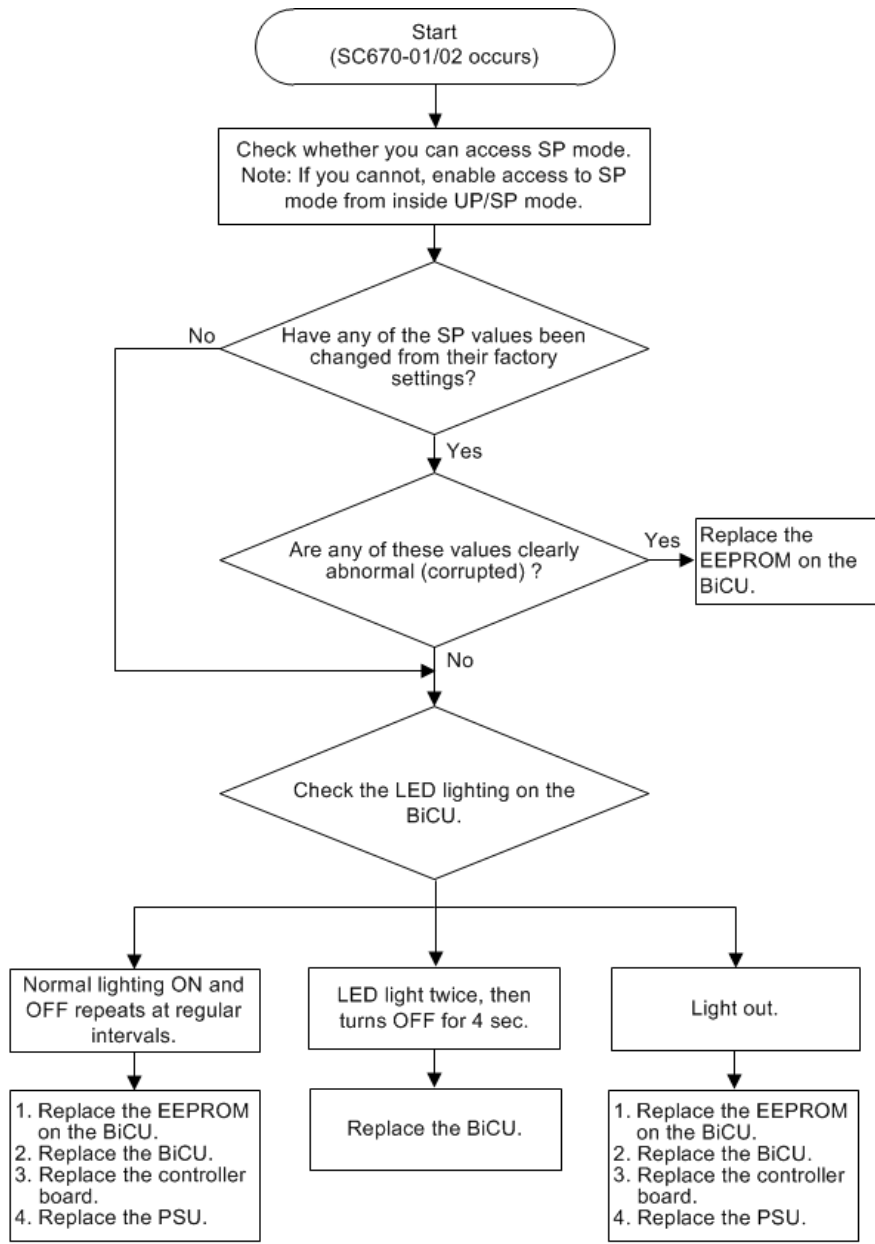 Start
(SC670-01/02 occurs)
Check whether you can access SP mode.
Note: If you cannot, enable access to SP
mode from inside UP/SP mode.
No
Have any of the SP values been
changed from their factory
settings?
Yes
Are any of these values clearly
abnormal (corrupted) ?
Yes
Replace the
EEPROM on the
BiCU.
No
Check the LED lighting on the
BiCU.
Normal lighting ON and
OFF repeats at regular
intervals.
LED light twice, then
turns OFF for 4 sec.
Light out.
1. Replace the EEPROM
on the BiCU.
2. Replace the BiCU.
3. Replace the controller
board.
4. Replace the PSU.
Replace the BiCU.
1. Replace the EEPROM
on the BiCU.
2. Replace the BiCU.
3. Replace the controller
board.
4. Replace the PSU.